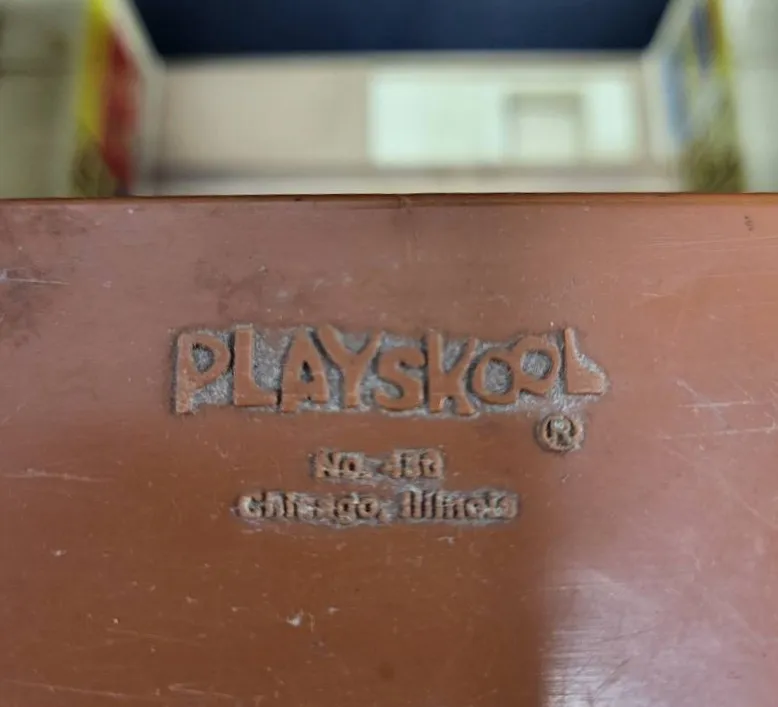 PLAYSKOOL
®
No.
Chicago, Illinois